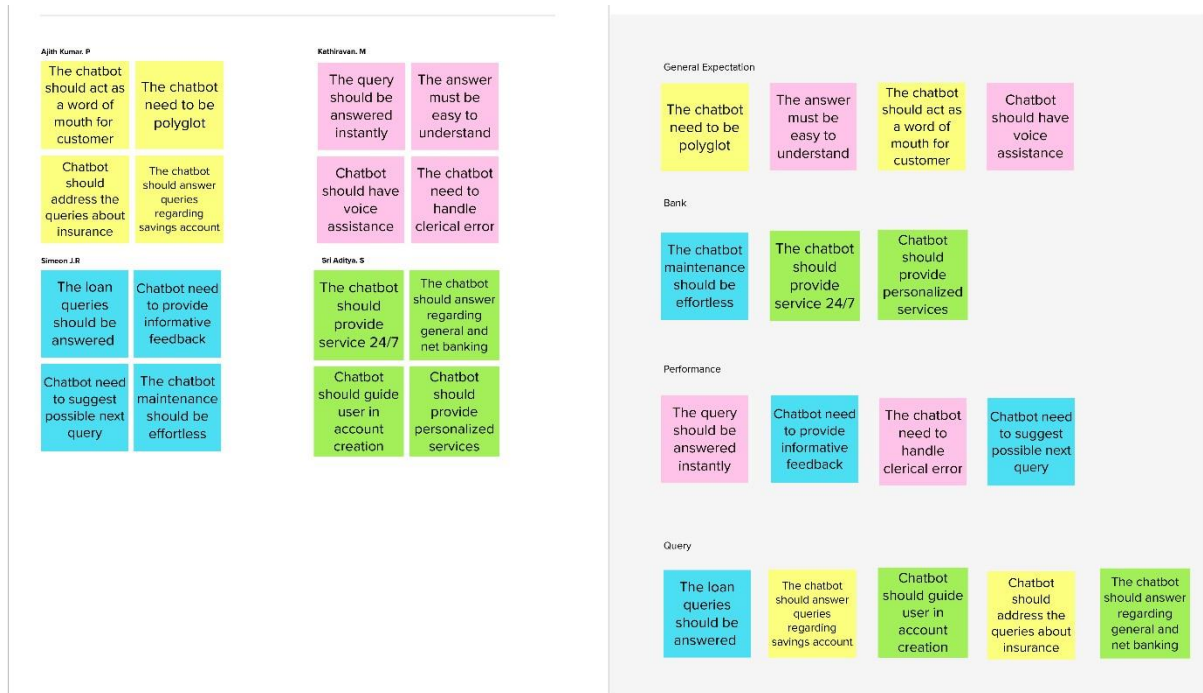 Ajith Kumar. P
The chatbot
should act as
a word of
mouth for
customer
The chatbot
need to be
polyglot
Chatbot
should
address the
queries about
insurance
The chatbot
should answer
queries
regarding
savings account
Kathiravan. M
The query
should be
answered
instantly
The answer
must be
easy to
understand
Chatbot
should have
voice
assistance
The chatbot
need to
handle
clerical error
Simeon J.R
The loan
queries
should be
answered
Chatbot need
to provide
informative
feedback
Chatbot need
to suggest
possible next
query
The chatbot
maintenance
should be
effortless
Sri Aditya. S
The chatbot
should
provide
service 24/7
The chatbot
should answer
regarding
general and
net banking
Chatbot
should guide
user in
account
creation
Chatbot
should
provide
personalized
services
General Expectation
The chatbot
need to be
polyglot
The answer
must be
easy to
understand
The chatbot
should act as
a word of
mouth for
customer
Chatbot
should have
voice
assistance
Bank
The chatbot
maintenance
should be
effortless
The chatbot
should
provide
service 24/7
Chatbot
should
provide
personalized
services
Performance
The query
should be
answered
instantly
Chatbot need
to provide
informative
feedback
The chatbot
need to
handle
clerical error
Chatbot need
to suggest
possible next
query
Query
The loan
queries
should be
answered
The chatbot
should answer
queries
regarding
savings account
Chatbot
should guide
user in
account
creation
Chatbot
should
address the
queries about
insurance
The chatbot
should answer
regarding
general and
net banking